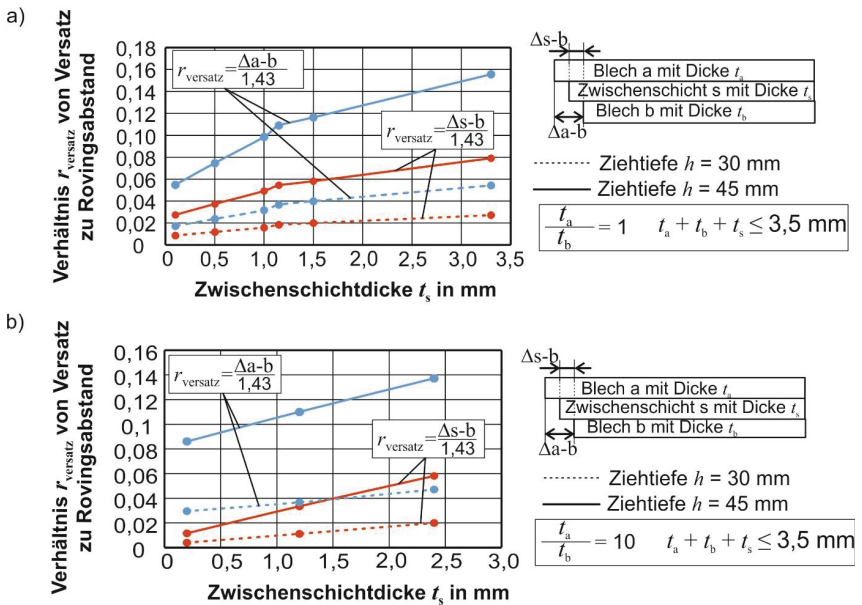 a)
Verhältnis r_versatz von Versatz
zu Rovingsabstand
0,18
0,16
0,14
0,12
0,10
0,08
0,06
0,04
0,02
0
r_versatz = Δa-b / 1,43
r_versatz = Δs-b / 1,43
0 0,5 1,0 1,5 2,0 2,5 3,0 3,5
Zwischenschichtdicke t_s in mm
Δs-b
Blech a mit Dicke t_a
Zwischenschicht s mit Dicke t_s
Blech b mit Dicke t_b
Δa-b
Ziehtiefe h = 30 mm
Ziehtiefe h = 45 mm
t_a / t_b = 1 t_a + t_b + t_s ≤ 3,5 mm
b)
Verhältnis r_versatz von Versatz
zu Rovingsabstand
0,16
0,14
0,12
0,1
0,08
0,06
0,04
0,02
0
r_versatz = Δa-b / 1,43
r_versatz = Δs-b / 1,43
0 0,5 1,0 1,5 2,0 2,5 3,0
Zwischenschichtdicke t_s in mm
Δs-b
Blech a mit Dicke t_a
Zwischenschicht s mit Dicke t_s
Blech b mit Dicke t_b
Δa-b
Ziehtiefe h = 30 mm
Ziehtiefe h = 45 mm
t_a / t_b = 10 t_a + t_b + t_s ≤ 3,5 mm